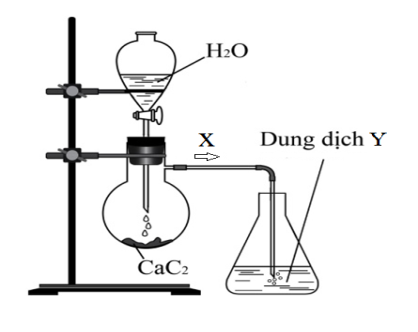 H₂O
X
Dung dịch Y
CaC₂